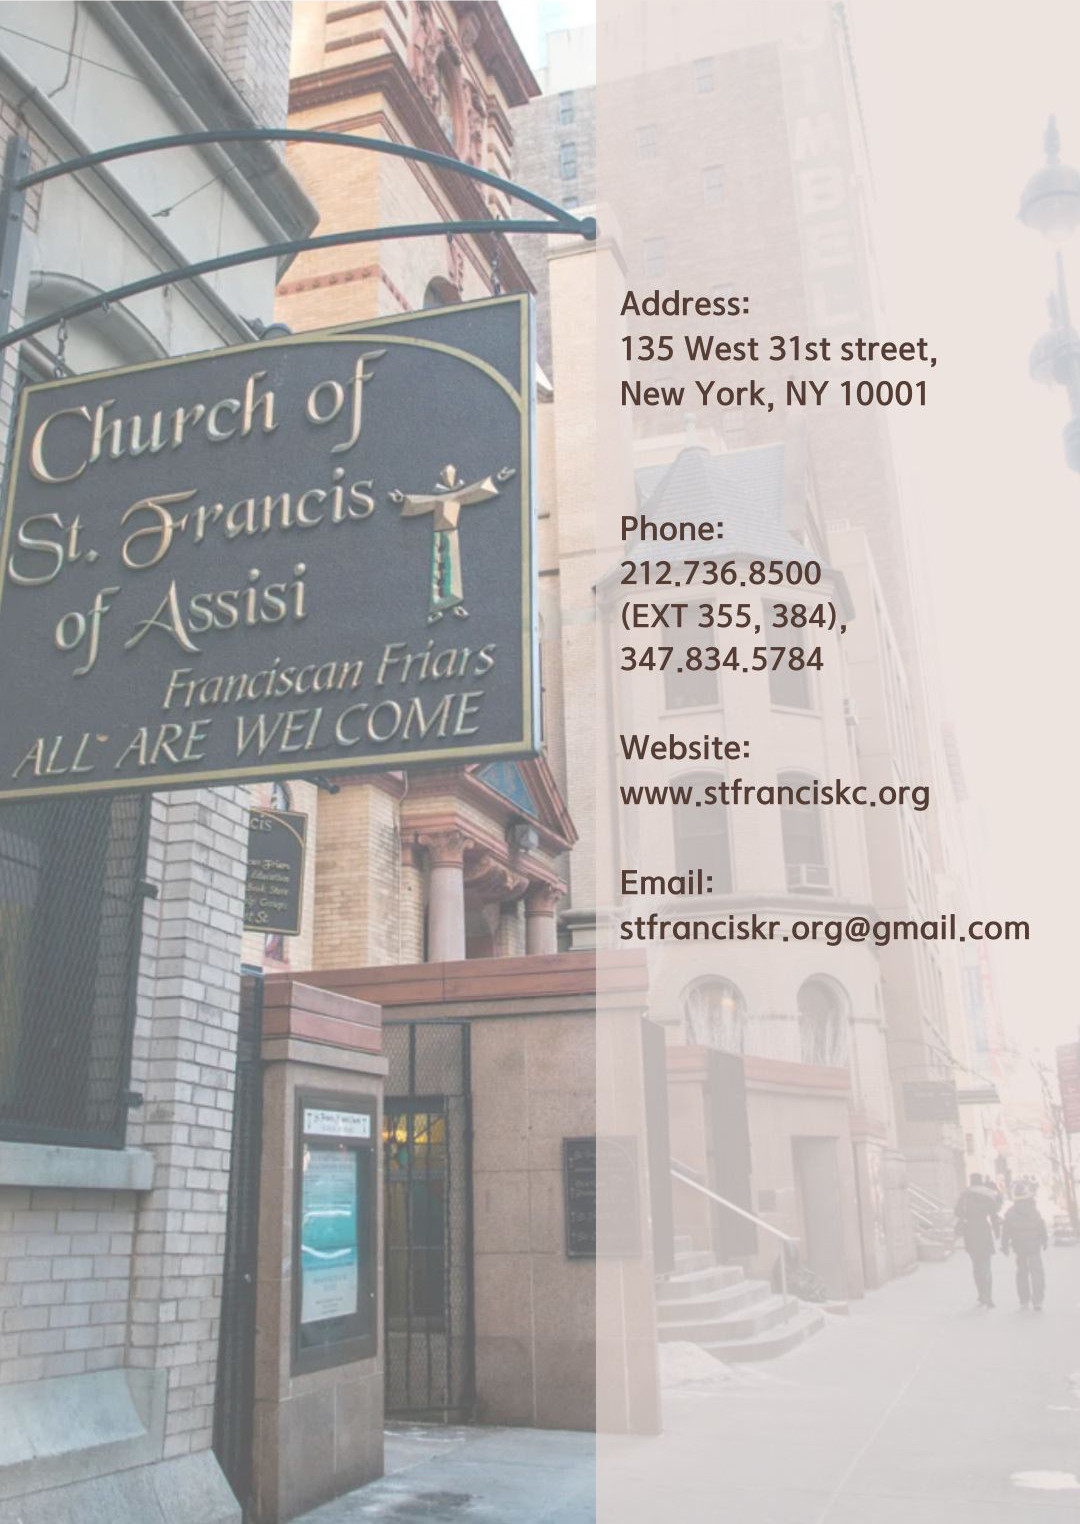 Church of
St. Francis
of Assisi
Franciscan Friars
ALL ARE WELCOME
Address:
135 West 31st street,
New York, NY 10001
Phone:
212.736.8500
(EXT 355, 384),
347.834.5784
Website:
www.stfranciskc.org
Email:
stfranciskr.org@gmail.com